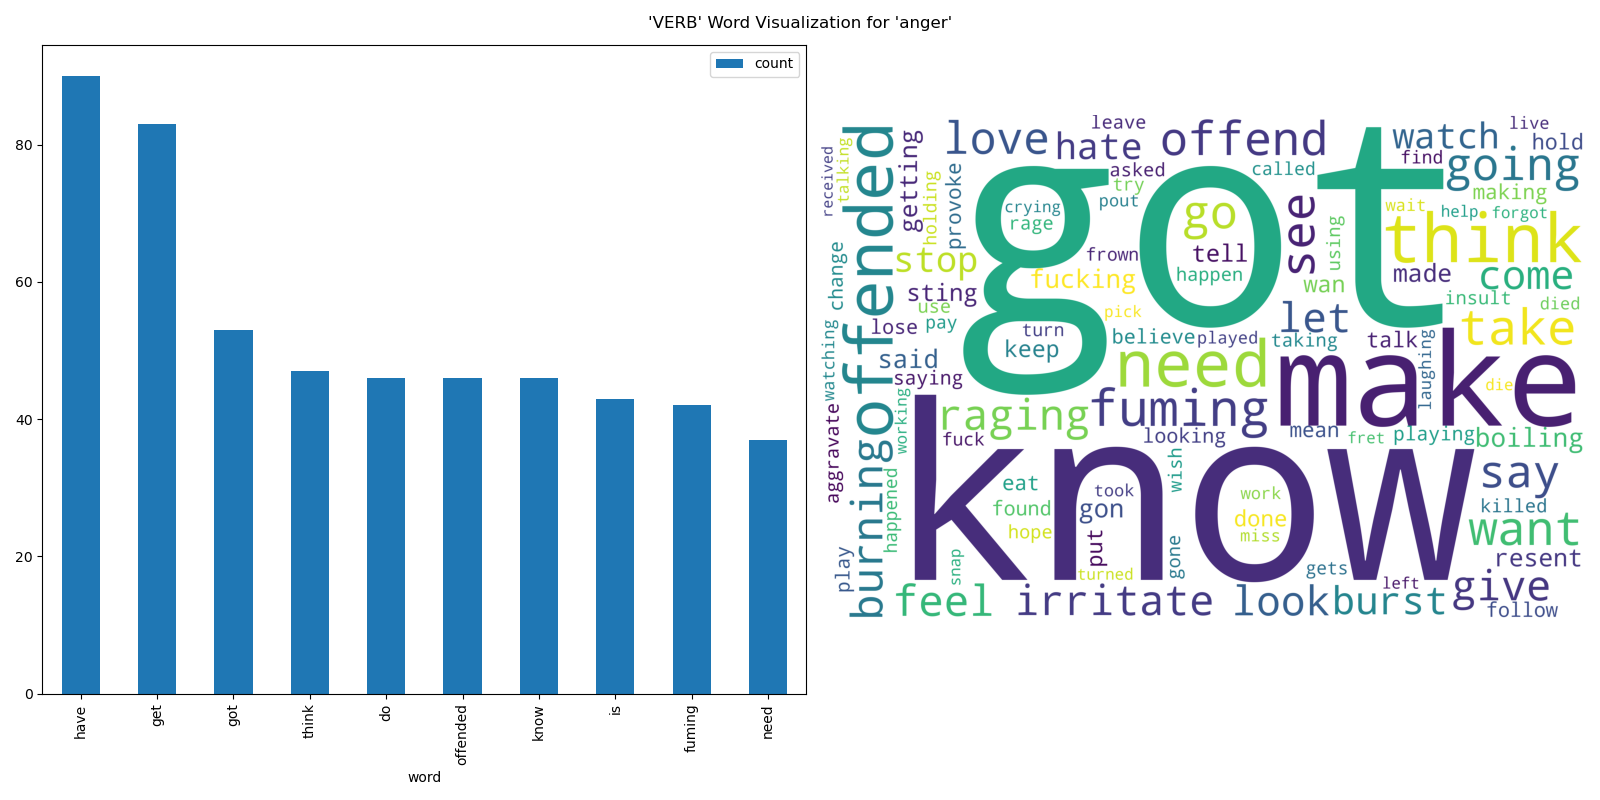 'VERB' Word Visualization for 'anger'
count
80
60
40
20
0
have
get
got
think
do
offended
know
is
fuming
need
word
received
talking
offended
getting
holding
love
provoke
leave
hate
offend
asked
try
pout
called
watch
live
hold
find
going
making
wait
help
forgot
got
crying
rage
go
tell
happen
see
using
think
change
stop
frown
fucking
wan
made
come
sting
use
insult
died
pick
let
take
lose
pay
turn
keep
believe
played
taking
talk
watching
said
saying
need
make
laughing
die
aggravate
working
raging
fuming
fuck
looking
mean
fret
playing
boiling
know
burning
happened
eat
found
hope
took
gon
wish
work
done
miss
say
killed
want
resent
play
snap
put
turned
gone
gets
left
give
feel
irritate
look
burst
follow